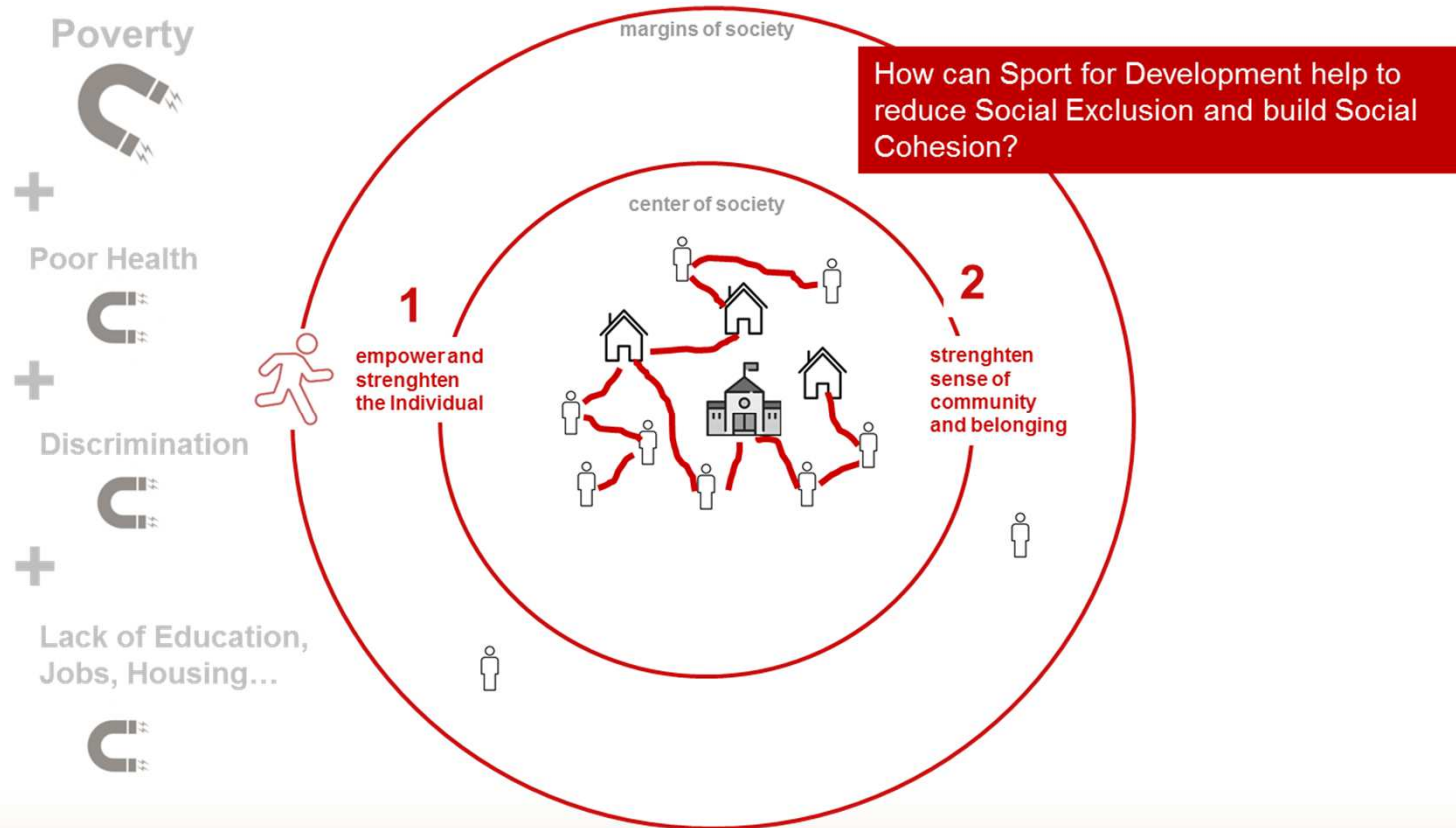 Poverty
+
Poor Health
+
Discrimination
+
Lack of Education,
Jobs, Housing...
margins of society
How can Sport for Development help to
reduce Social Exclusion and build Social
Cohesion?
center of society
1
empower and
strenghten
the Individual
2
strenghten
sense of
community
and belonging